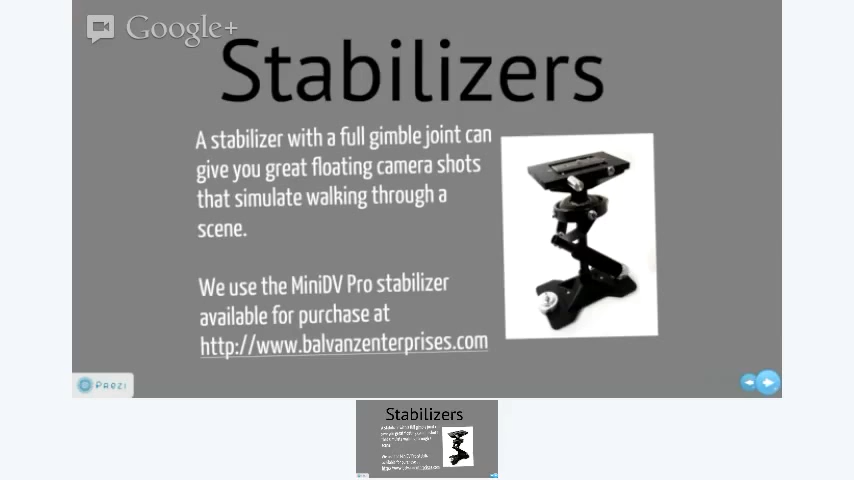 Google+
Stabilizers
A stabilizer with a full gimble joint can
give you great floating camera shots
that simulate walking through a
scene.
We use the MiniDV Pro stabilizer
available for purchase at
http://www.balvanzenterprises.com
Prezi
Stabilizers